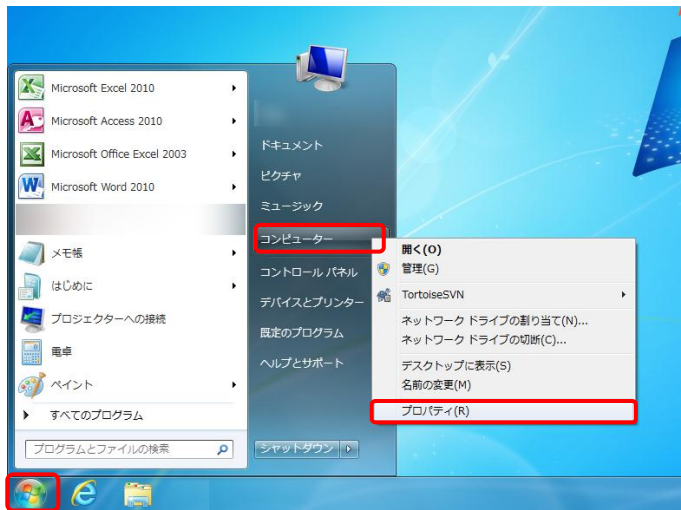 Microsoft Excel 2010
Microsoft Access 2010
Microsoft Office Excel 2003
Microsoft Word 2010
メモ帳
はじめに
プロジェクターへの接続
電卓
ペイント
すべてのプログラム
プログラムとファイルの検索
ドキュメント
ピクチャ
ミュージック
コンピューター
コントロール パネル
デバイスとプリンター
既定のプログラム
ヘルプとサポート
シャットダウン
開く(O)
管理(G)
TortoiseSVN
ネットワーク ドライブの割り当て(N)...
ネットワーク ドライブの切断(C)...
デスクトップに表示(S)
名前の変更(M)
プロパティ(R)